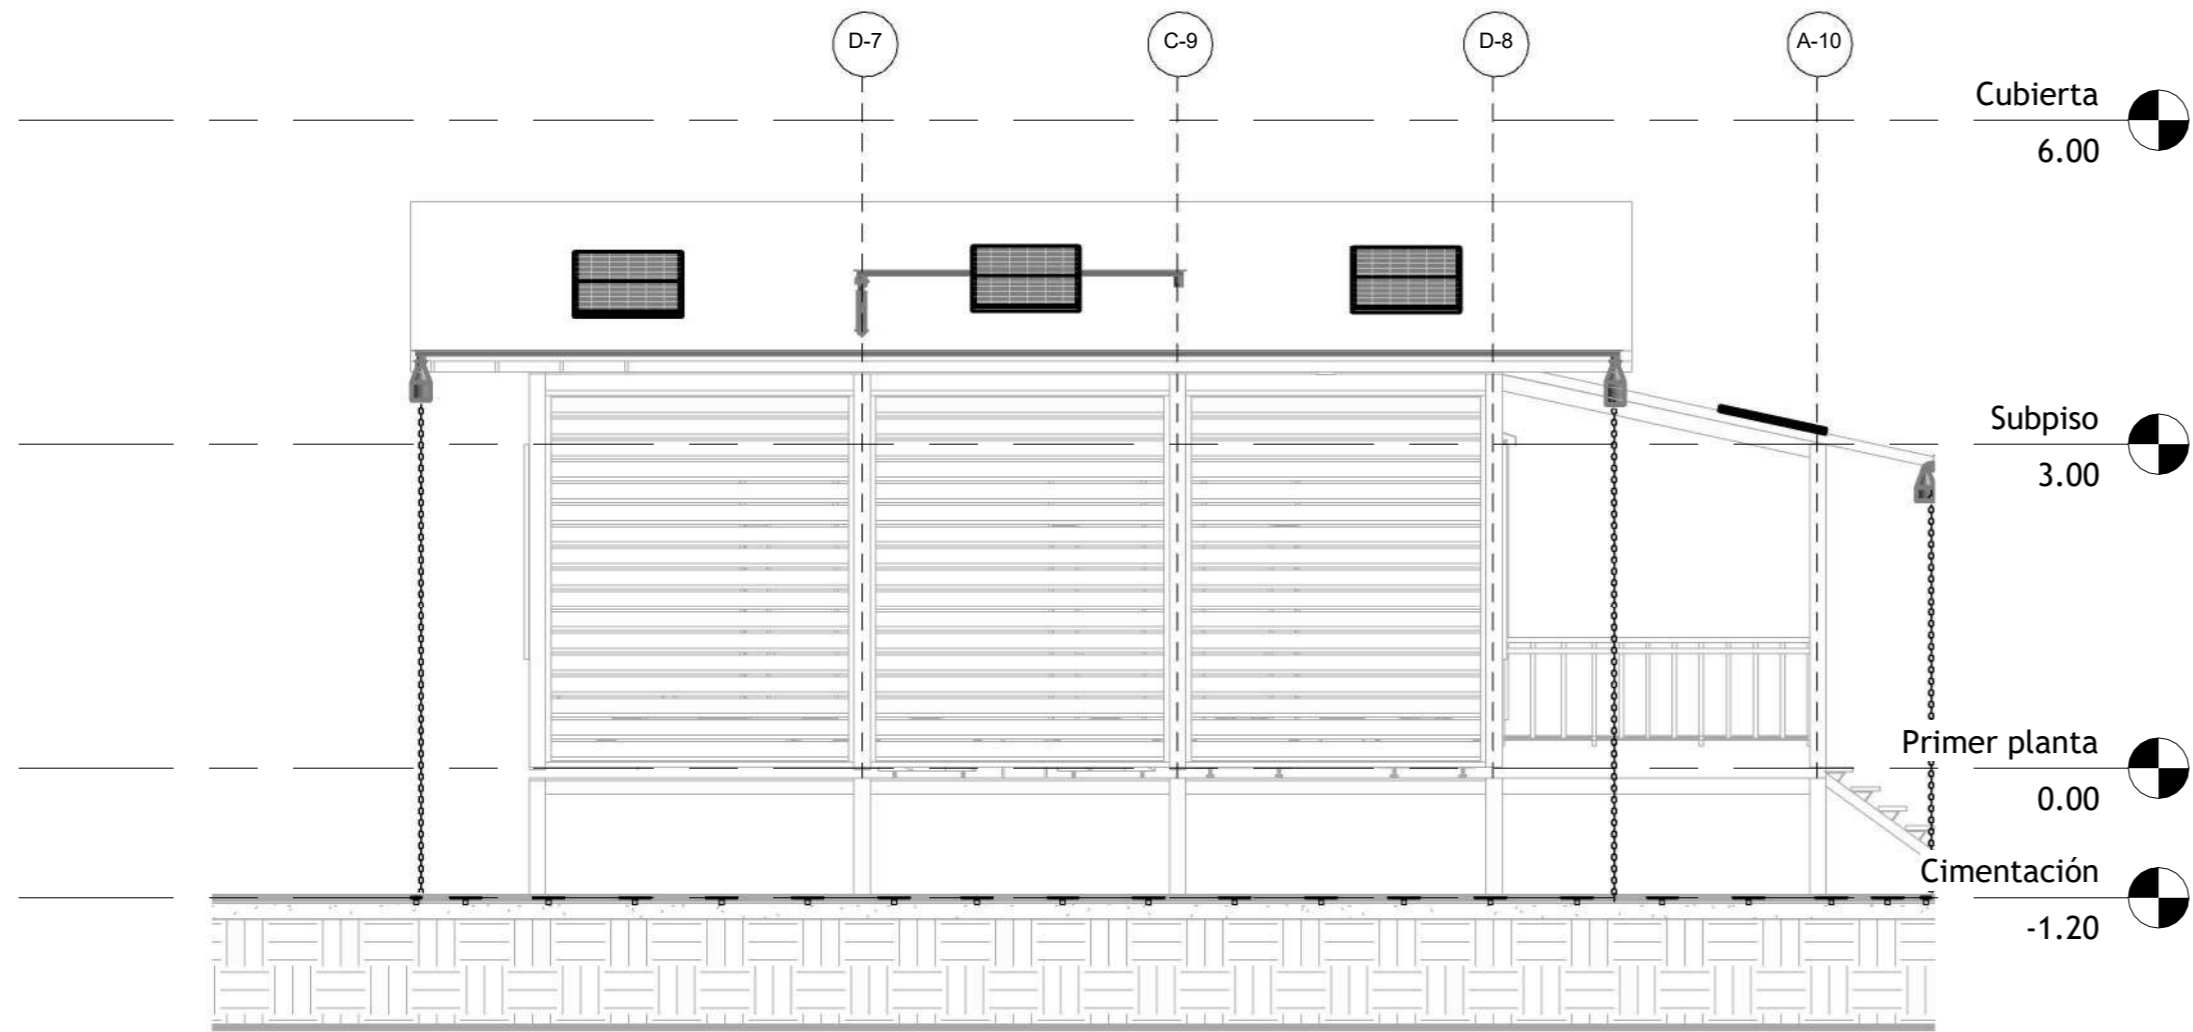 D-7 C-9 D-8 A-10
Cubierta
6.00
Subpiso
3.00
Primer planta
0.00
Cimentación
-1.20